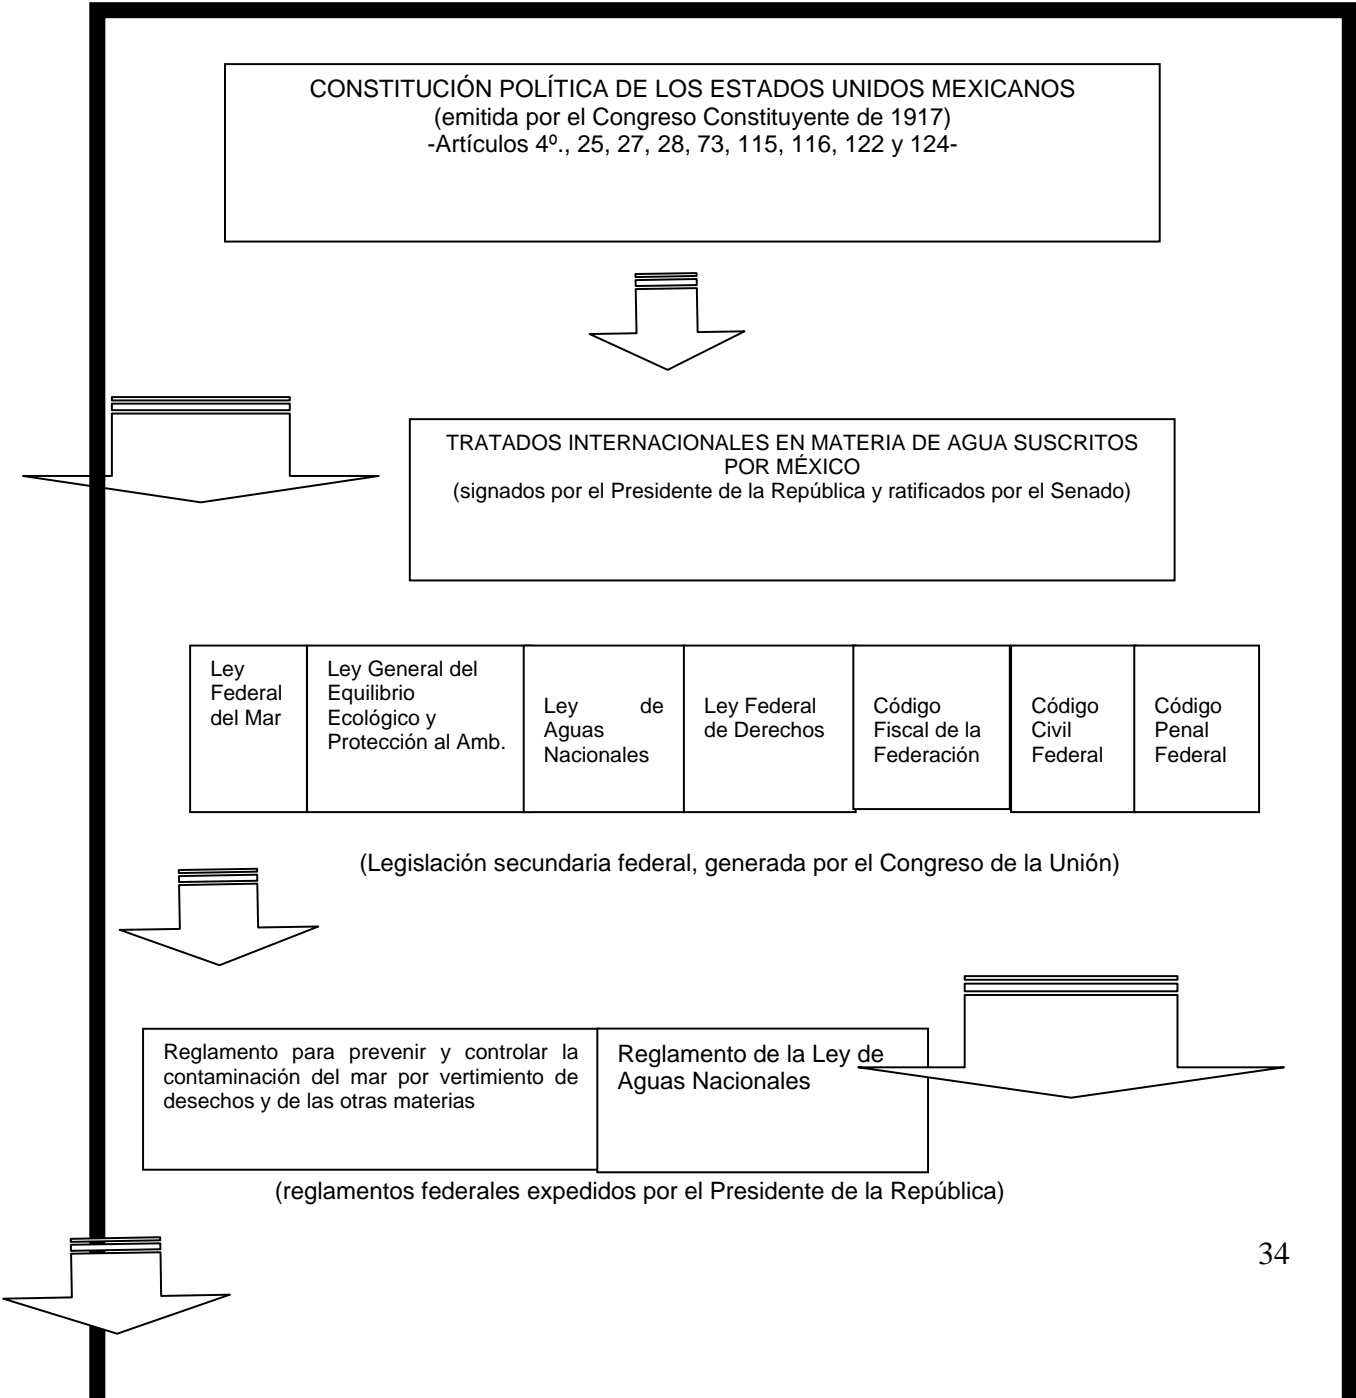 CONSTITUCIÓN POLÍTICA DE LOS ESTADOS UNIDOS MEXICANOS
(emitida por el Congreso Constituyente de 1917)
-Artículos 4º., 25, 27, 28, 73, 115, 116, 122 y 124-
TRATADOS INTERNACIONALES EN MATERIA DE AGUA SUSCRITOS
POR MÉXICO
(signados por el Presidente de la República y ratificados por el Senado)
Ley
Federal
del Mar
Ley General del
Equilibrio
Ecológico y
Protección al Amb.
Ley de
Aguas
Nacionales
Ley Federal
de Derechos
Código
Fiscal de la
Federación
Código
Civil
Federal
Código
Penal
Federal
(Legislación secundaria federal, generada por el Congreso de la Unión)
Reglamento para prevenir y controlar la
contaminación del mar por vertimiento de
desechos y de las otras materias
Reglamento de la Ley de
Aguas Nacionales
(reglamentos federales expedidos por el Presidente de la República)
34